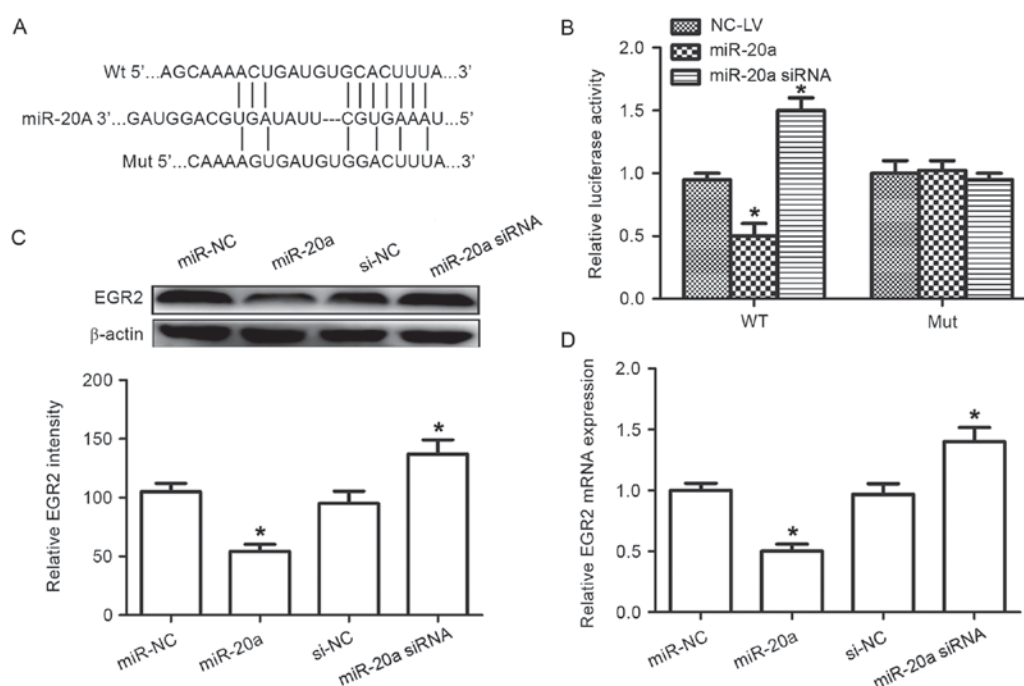 A
Wt 5'...AGCAAAACUGAUGUGCACUUUA...3'
miR-20A 3'...GAUGGACGUGAUAUU---CGUGAAAU...5'
Mut 5'...CAAAAGUGAUGUGGACUUUA...3'
B
NC-LV
miR-20a
miR-20a siRNA
Relative luciferase activity
2.0
1.5
1.0
0.5
0.0
*
*
WT
Mut
C
miR-NC
miR-20a
si-NC
miR-20a siRNA
EGR2
β-actin
Relative EGR2 intensity
200
150
100
50
0
*
*
miR-NC
miR-20a
si-NC
miR-20a siRNA
D
Relative EGR2 mRNA expression
2.0
1.5
1.0
0.5
0.0
*
*
miR-NC
miR-20a
si-NC
miR-20a siRNA